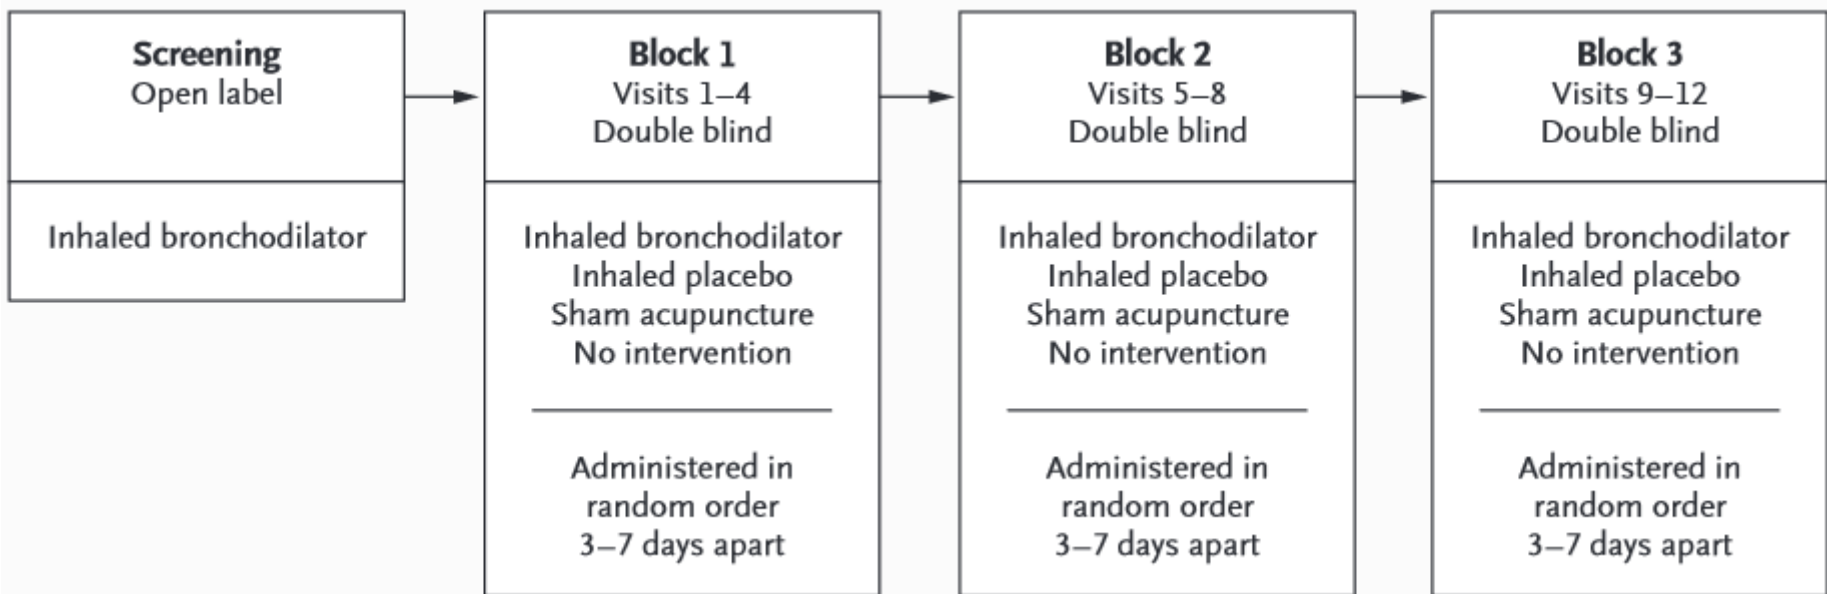 Screening
Open label
Inhaled bronchodilator
Block 1
Visits 1–4
Double blind
Inhaled bronchodilator
Inhaled placebo
Sham acupuncture
No intervention
Administered in
random order
3–7 days apart
Block 2
Visits 5–8
Double blind
Inhaled bronchodilator
Inhaled placebo
Sham acupuncture
No intervention
Administered in
random order
3–7 days apart
Block 3
Visits 9–12
Double blind
Inhaled bronchodilator
Inhaled placebo
Sham acupuncture
No intervention
Administered in
random order
3–7 days apart